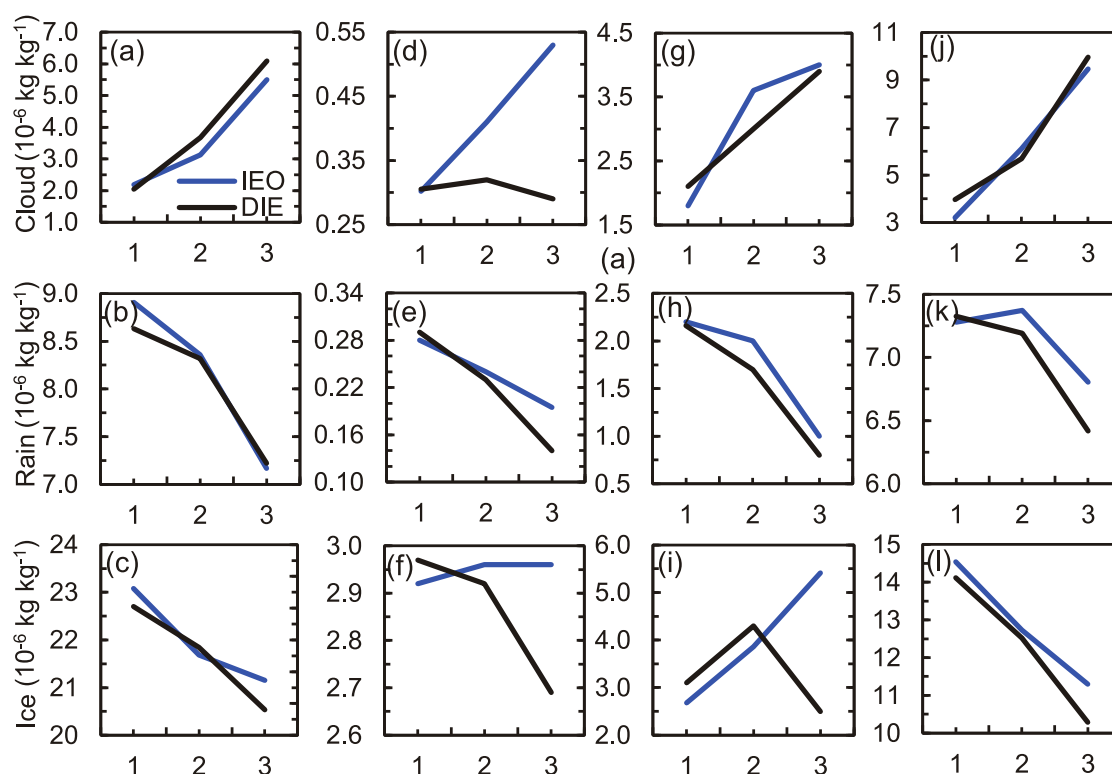 Cloud (10-6 kg kg-1)
7.0
6.0
5.0
4.0
3.0
2.0
1.0
(a)
IEO
DIE
1 2 3
0.55
0.45
0.35
0.25
(d)
1 2 3
4.5
3.5
2.5
1.5
(g)
1 2 3
(a)
11
9
7
5
3
(j)
1 2 3
Rain (10-6 kg kg-1)
9.0
8.5
8.0
7.5
7.0
(b)
1 2 3
0.34
0.28
0.22
0.16
0.10
(e)
1 2 3
2.5
2.0
1.5
1.0
0.5
(h)
1 2 3
7.5
7.0
6.5
6.0
(k)
1 2 3
Ice (10-6 kg kg-1)
24
23
22
21
20
(c)
1 2 3
3.0
2.9
2.8
2.7
2.6
(f)
1 2 3
6.0
5.0
4.0
3.0
2.0
(i)
1 2 3
15
14
13
12
11
10
(l)
1 2 3